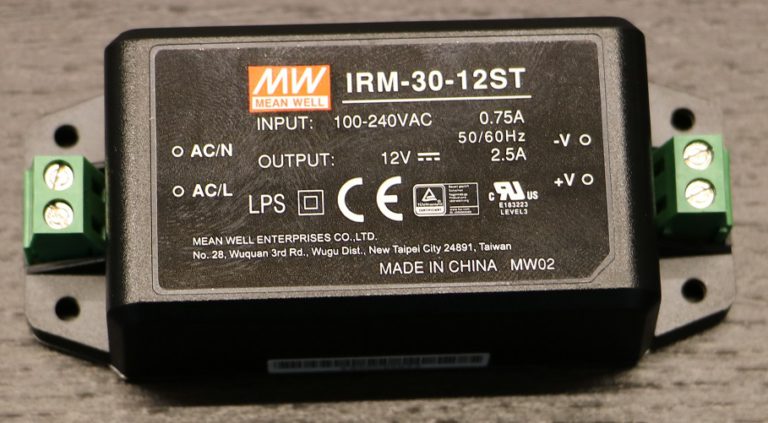 MW
MEAN WELL
IRM-30-12ST
INPUT: 100-240VAC 0.75A
50/60Hz
OUTPUT: 12V 2.5A
AC/N
AC/L
-V
+V
LPS CE
c RU US
E183223
LEVEL3
MEAN WELL ENTERPRISES CO.,LTD.
No. 28, Wuquan 3rd Rd., Wugu Dist., New Taipei City 24891, Taiwan
MADE IN CHINA MW02